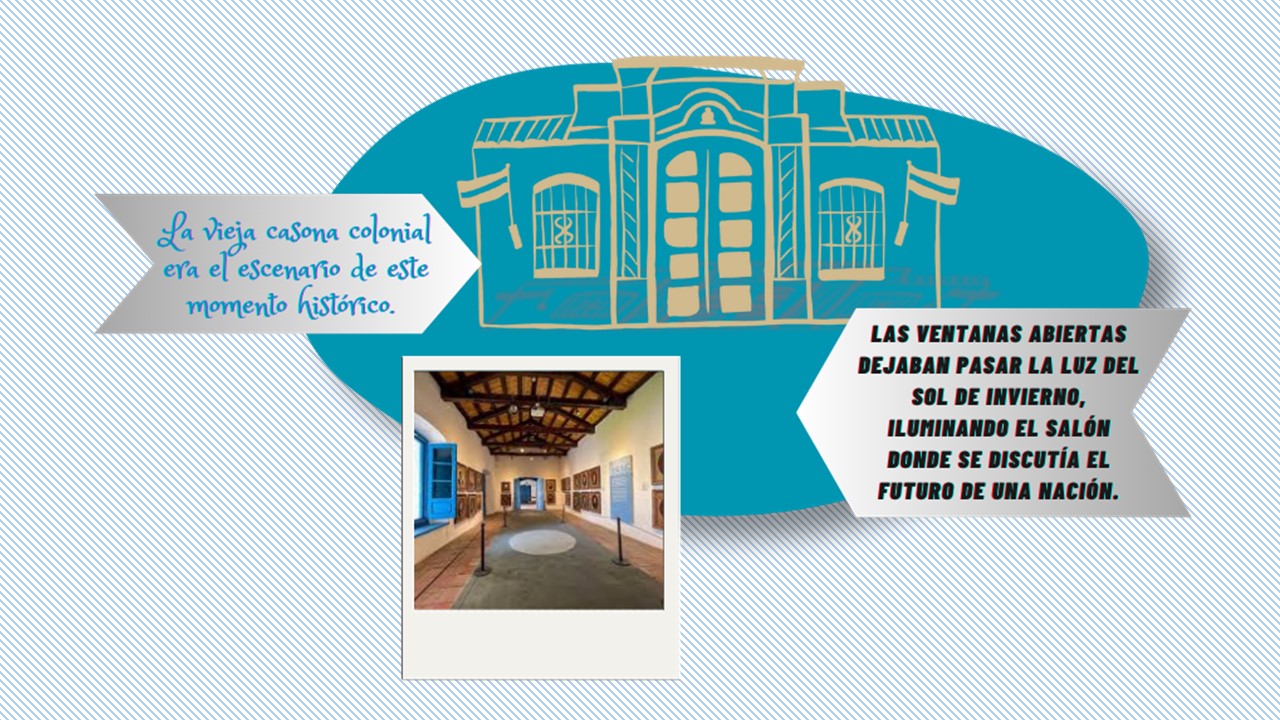 La vieja casona colonial
era el escenario de este
momento histórico.
LAS VENTANAS ABIERTAS
DEJABAN PASAR LA LUZ DEL
SOL DE INVIERNO,
ILUMINANDO EL SALÓN
DONDE SE DISCUTÍA EL
FUTURO DE UNA NACIÓN.